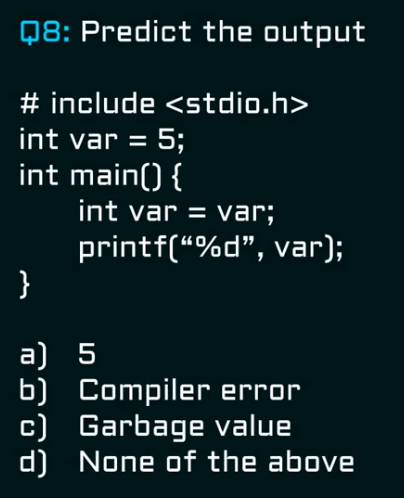 Q8: Predict the output
# include <stdio.h>
int var = 5;
int main() {
int var = var;
printf(“%d”, var);
}
a) 5
b) Compiler error
c) Garbage value
d) None of the above